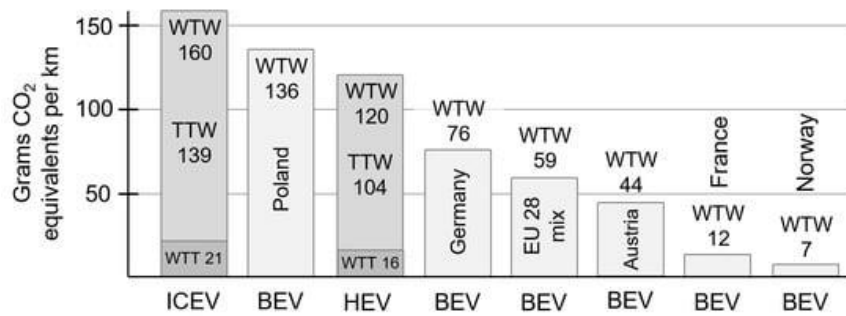 Grams CO₂
equivalents per km
150
100
50
WTW
160
TTW
139
WTT 21
ICEV
WTW
136
Poland
BEV
WTW
120
TTW
104
WTT 16
HEV
WTW
76
Germany
BEV
WTW
59
EU 28
mix
BEV
WTW
44
Austria
BEV
France
WTW
12
BEV
Norway
WTW
7
BEV